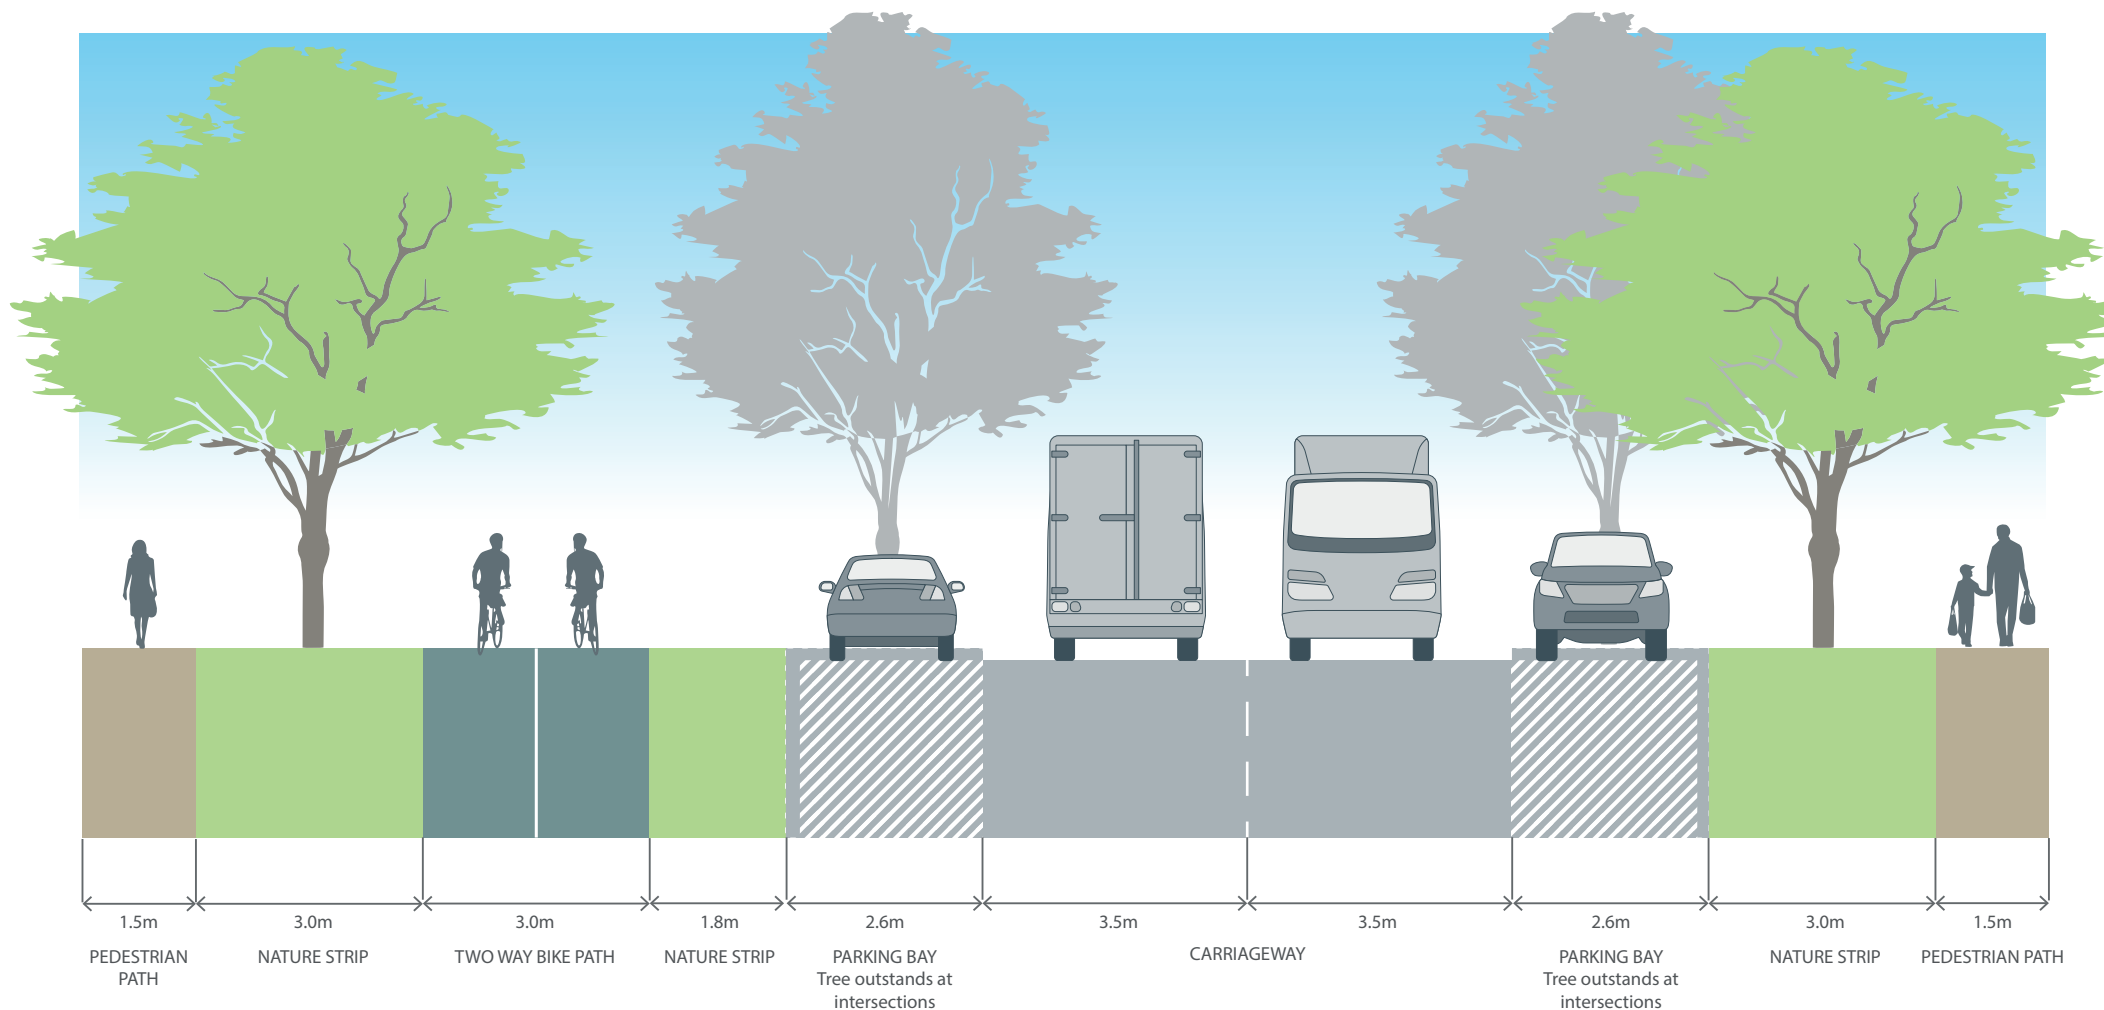 1.5m
3.0m
3.0m
1.8m
2.6m
3.5m
3.5m
2.6m
3.0m
1.5m
PEDESTRIAN
PATH
NATURE STRIP
TWO WAY BIKE PATH
NATURE STRIP
PARKING BAY
Tree outstands at
intersections
CARRIAGEWAY
PARKING BAY
Tree outstands at
intersections
NATURE STRIP
PEDESTRIAN PATH